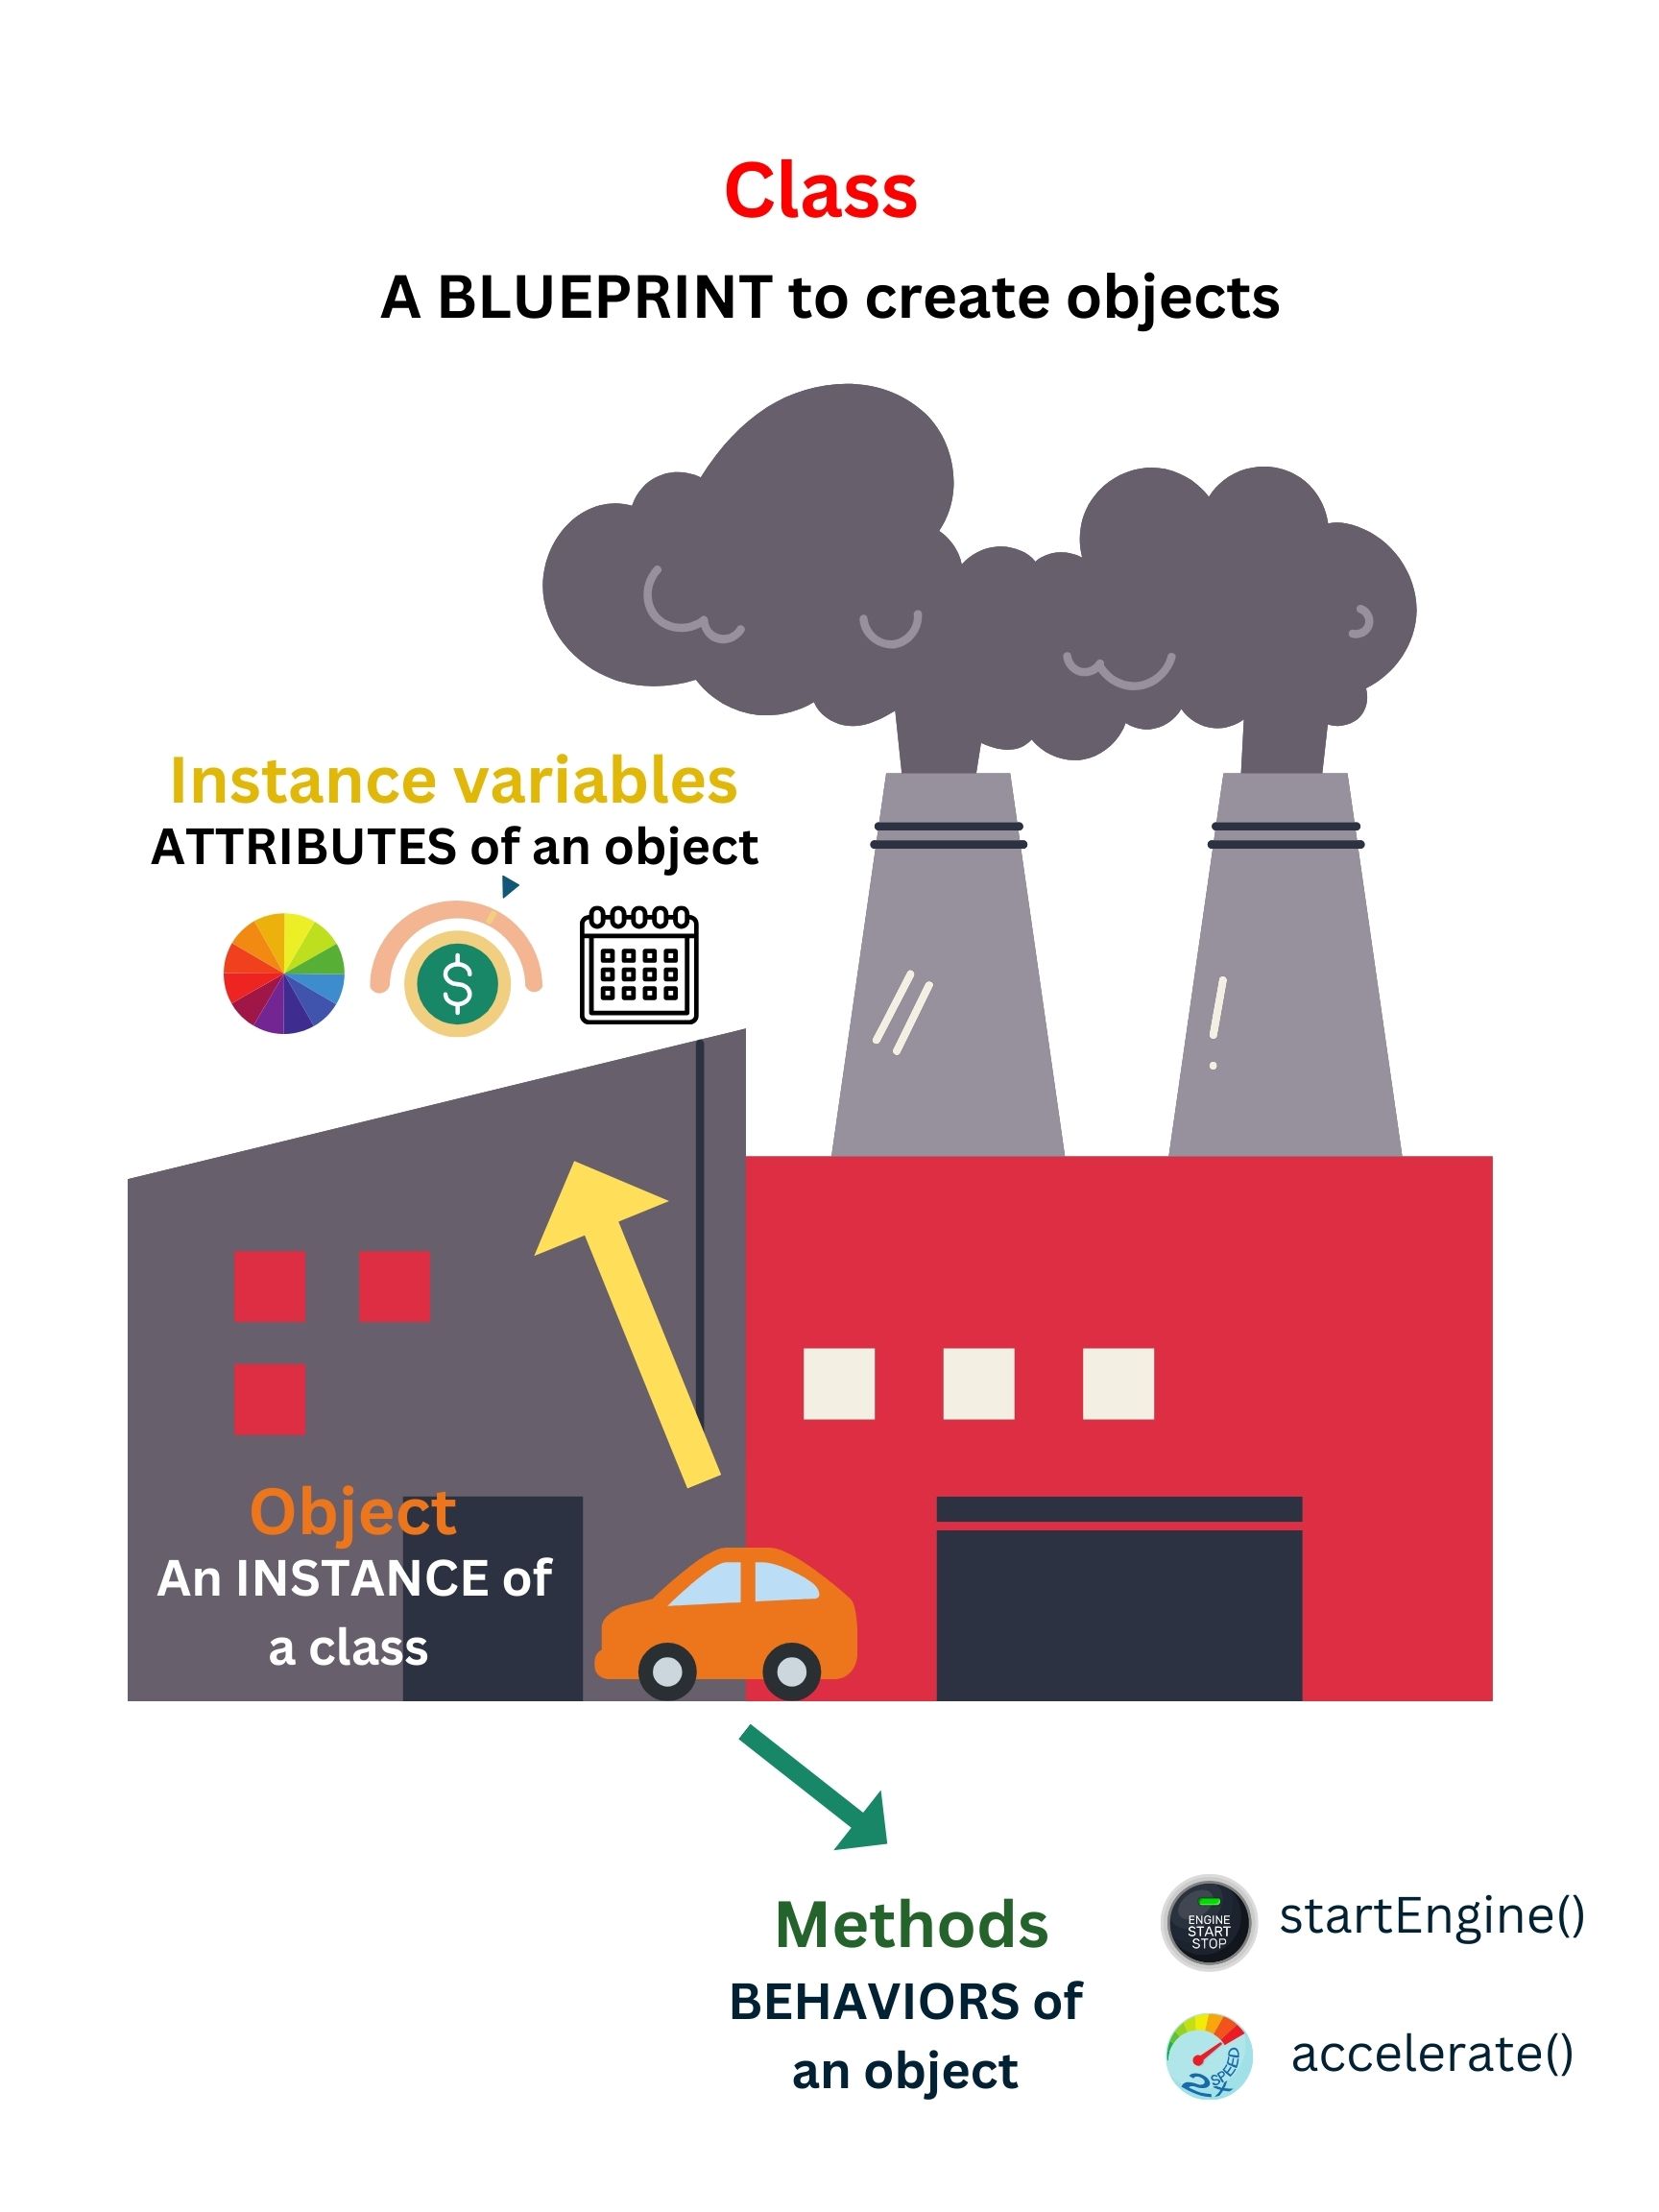 Class
A BLUEPRINT to create objects
Instance variables
ATTRIBUTES of an object
$
Object
An INSTANCE of
a class
Methods
BEHAVIORS of
an object
ENGINE
START
STOP
startEngine()
2X
SPEED
accelerate()